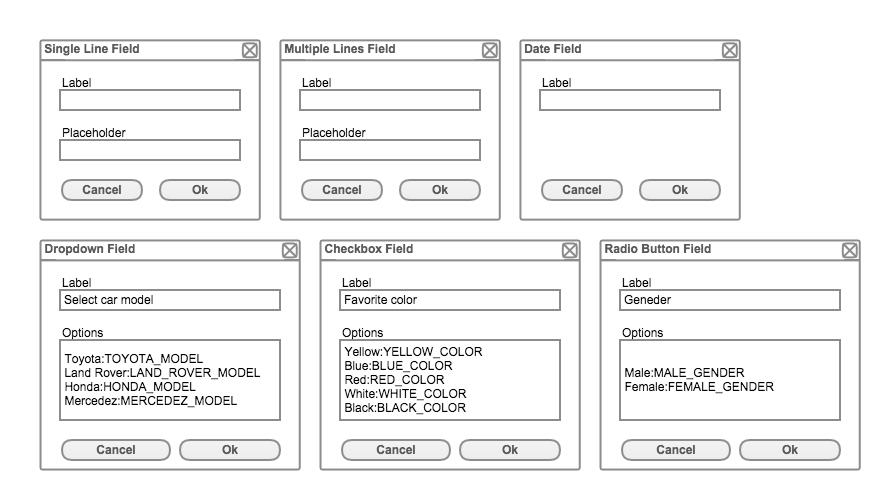 Single Line Field
Label
Placeholder
Cancel
Ok
Multiple Lines Field
Label
Placeholder
Cancel
Ok
Date Field
Label
Cancel
Ok
Dropdown Field
Label
Select car model
Options
Toyota:TOYOTA_MODEL
Land Rover:LAND_ROVER_MODEL
Honda:HONDA_MODEL
Mercedez:MERCEDEZ_MODEL
Cancel
Ok
Checkbox Field
Label
Favorite color
Options
Yellow:YELLOW_COLOR
Blue:BLUE_COLOR
Red:RED_COLOR
White:WHITE_COLOR
Black:BLACK_COLOR
Cancel
Ok
Radio Button Field
Label
Geneder
Options
Male:MALE_GENDER
Female:FEMALE_GENDER
Cancel
Ok